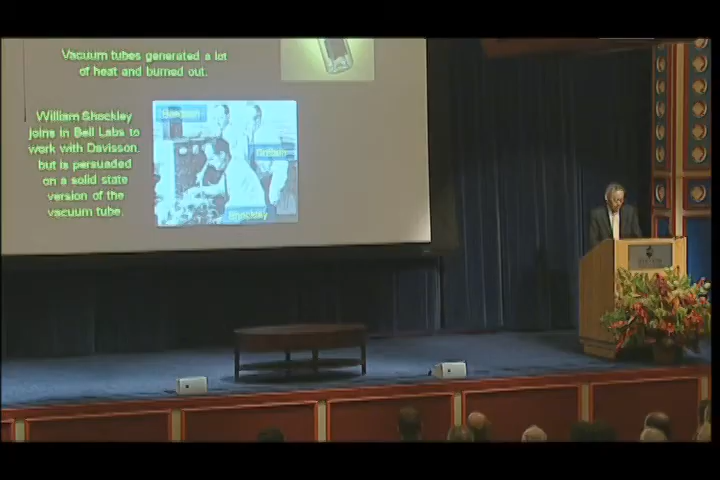 Vacuum tubes generated a lot
of heat and burned out.
William Shockley
joins in Bell Labs to
work with Davisson,
but is persuaded
on a solid state
version of the
vacuum tube.
Bardeen
Brattain
Shockley